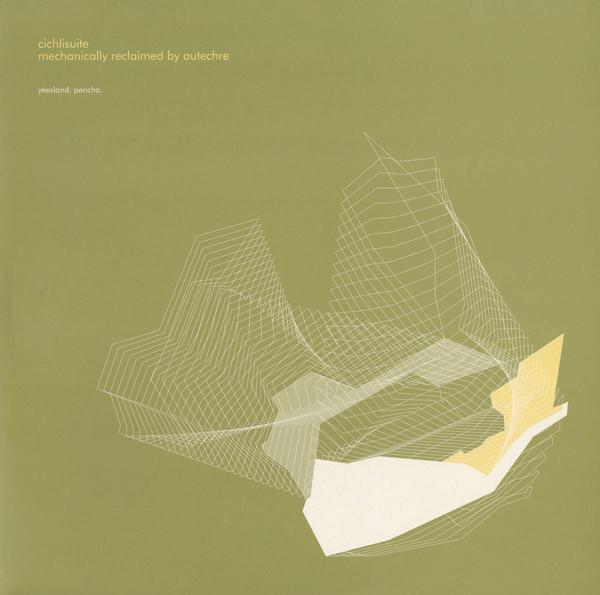 cichlisuite
mechanically reclaimed by autechre
yeesland. pencha.